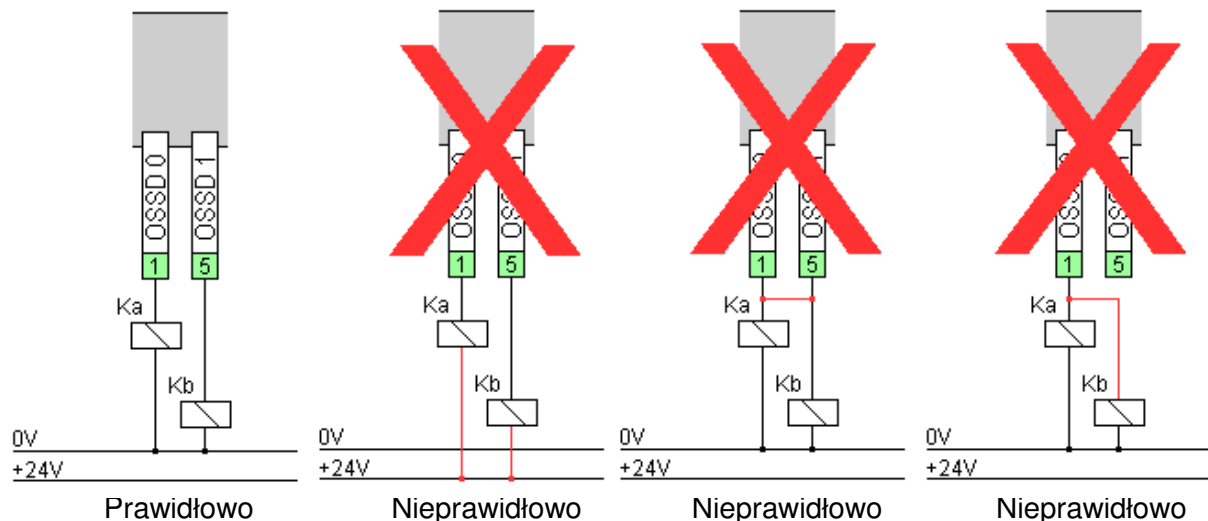 OSSD 0
OSSD 1
1
5
Ka
Kb
0V
+24V
Prawidłowo
1
5
Ka
Kb
0V
+24V
Nieprawidłowo
1
5
Ka
Kb
0V
+24V
Nieprawidłowo
1
5
Ka
Kb
0V
+24V
Nieprawidłowo